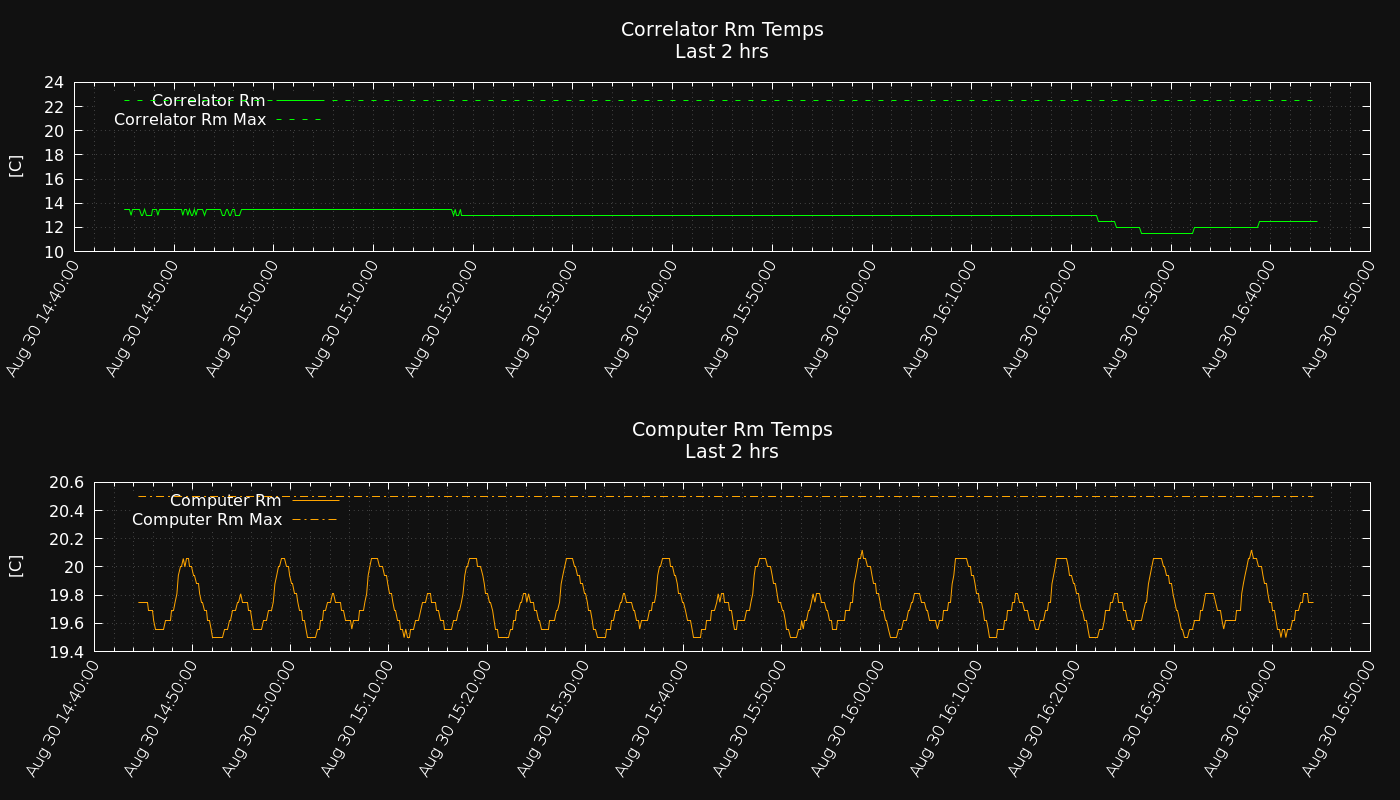 Correlator Rm Temps
Last 2 hrs
24
22
20
18
16
14
12
10
[C]
Correlator Rm
Correlator Rm Max
Aug 30 14:40:00
Aug 30 14:50:00
Aug 30 15:00:00
Aug 30 15:10:00
Aug 30 15:20:00
Aug 30 15:30:00
Aug 30 15:40:00
Aug 30 15:50:00
Aug 30 16:00:00
Aug 30 16:10:00
Aug 30 16:20:00
Aug 30 16:30:00
Aug 30 16:40:00
Aug 30 16:50:00
Computer Rm Temps
Last 2 hrs
20.6
20.4
20.2
20
19.8
19.6
19.4
[C]
Computer Rm
Computer Rm Max
Aug 30 14:40:00
Aug 30 14:50:00
Aug 30 15:00:00
Aug 30 15:10:00
Aug 30 15:20:00
Aug 30 15:30:00
Aug 30 15:40:00
Aug 30 15:50:00
Aug 30 16:00:00
Aug 30 16:10:00
Aug 30 16:20:00
Aug 30 16:30:00
Aug 30 16:40:00
Aug 30 16:50:00